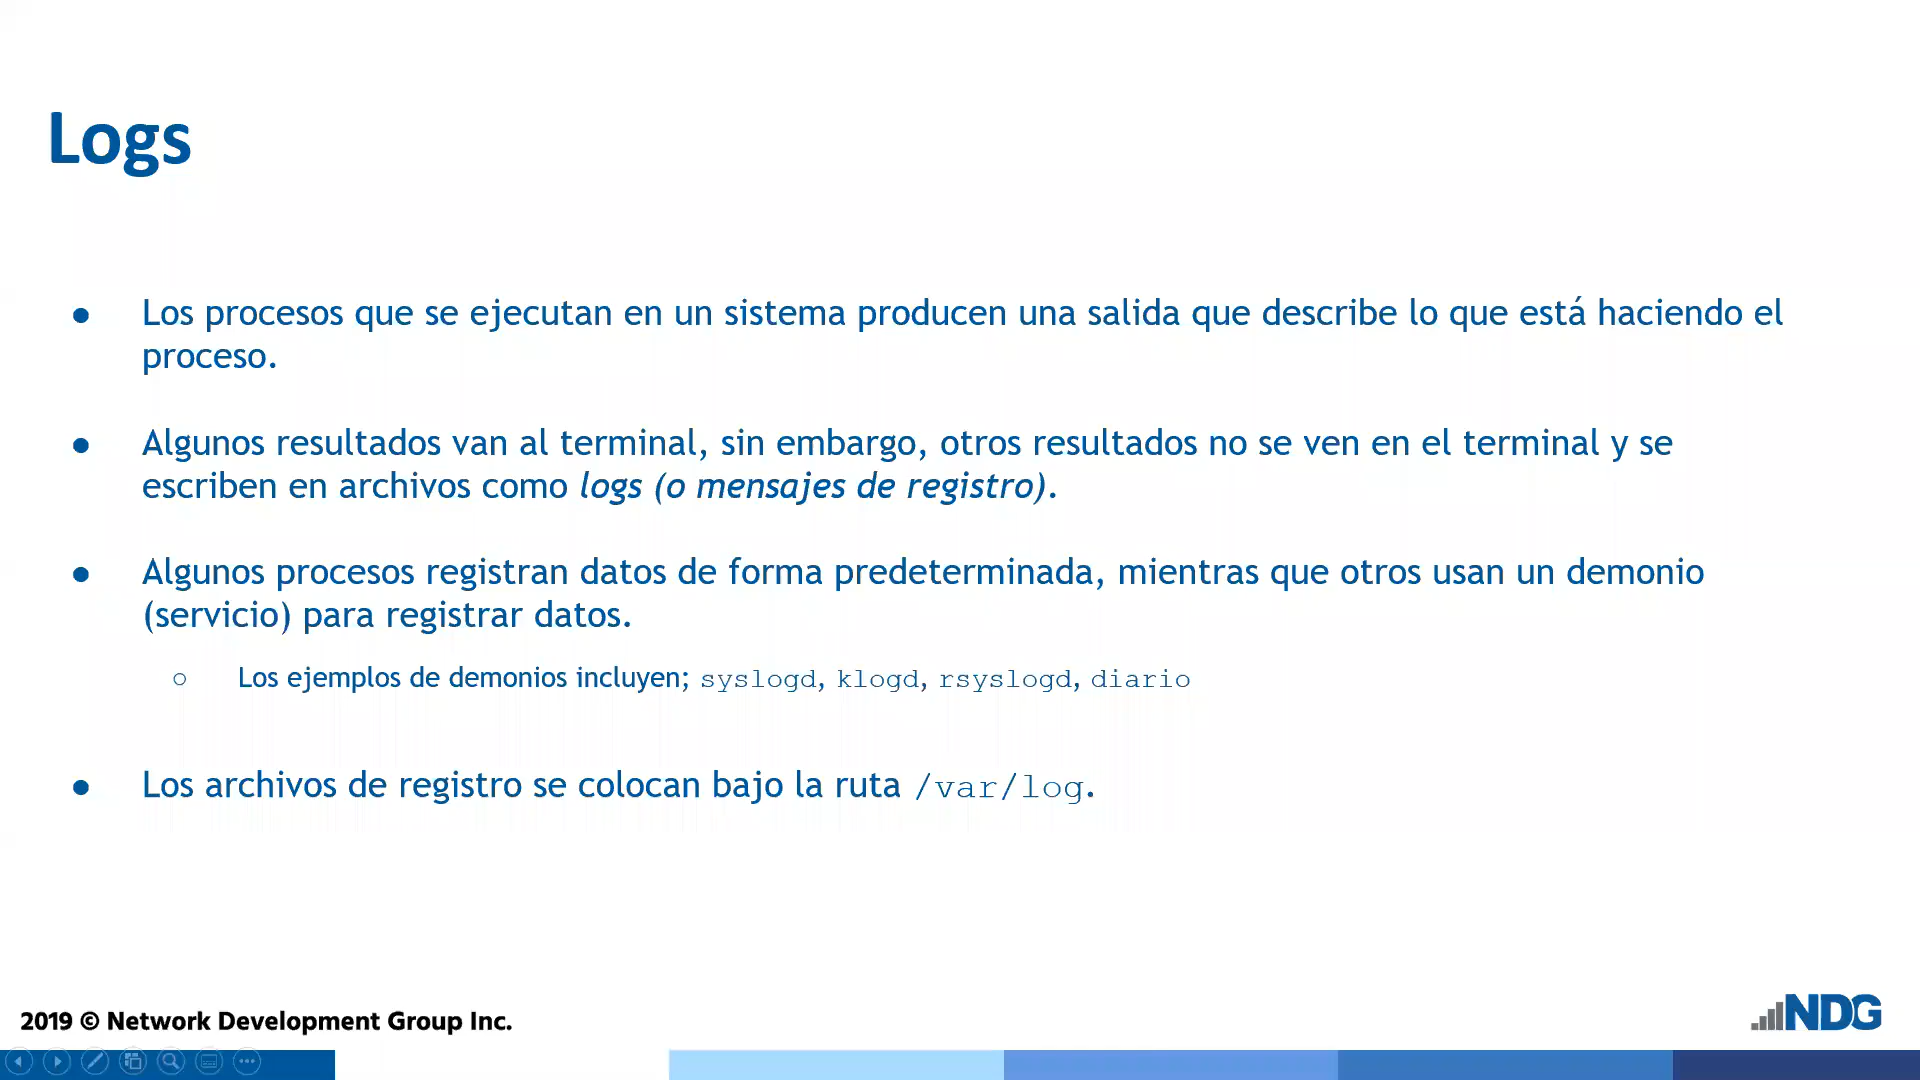 Logs
● Los procesos que se ejecutan en un sistema producen una salida que describe lo que está haciendo el
proceso.
● Algunos resultados van al terminal, sin embargo, otros resultados no se ven en el terminal y se
escriben en archivos como logs (o mensajes de registro).
● Algunos procesos registran datos de forma predeterminada, mientras que otros usan un demonio
(servicio) para registrar datos.
○ Los ejemplos de demonios incluyen; syslogd, klogd, rsyslogd, diario
● Los archivos de registro se colocan bajo la ruta /var/log.
2019 © Network Development Group Inc.
NDG